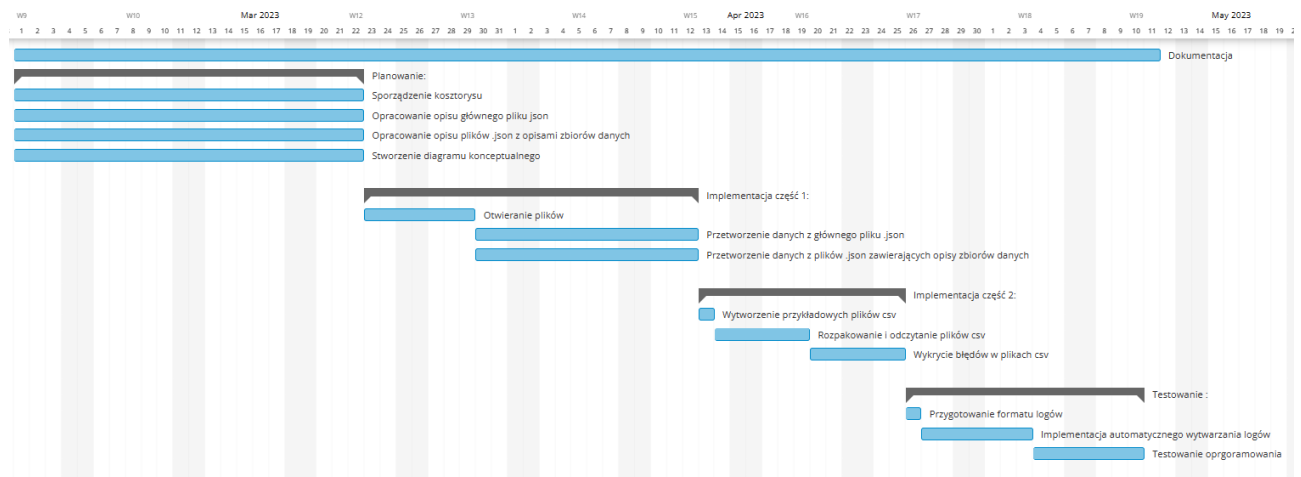 W9 W10 Mar 2023 W12 W13 W14 W15 Apr 2023 W16 W17 W18 W19 May 2023
1 2 3 4 5 6 7 8 9 10 11 12 13 14 15 16 17 18 19 20 21 22 23 24 25 26 27 28 29 30 31 1 2 3 4 5 6 7 8 9 10 11 12 13 14 15 16 17 18 19 20 21 22 23 24 25 26 27 28 29 30 1 2 3 4 5 6 7 8 9 10 11 12 13 14 15 16 17 18 19
Dokumentacja
Planowanie:
Sporządzenie kosztorysu
Opracowanie opisu głównego pliku json
Opracowanie opisu plików .json z opisami zbiorów danych
Stworzenie diagramu konceptualnego
Implementacja część 1:
Otwieranie plików
Przetworzenie danych z głównego pliku .json
Przetworzenie danych z plików .json zawierających opisy zbiorów danych
Implementacja część 2:
Wytworzenie przykładowych plików csv
Rozpakowanie i odczytanie plików csv
Wykrycie błędów w plikach csv
Testowanie :
Przygotowanie formatu logów
Implementacja automatycznego wytwarzania logów
Testowanie oprgoramowania